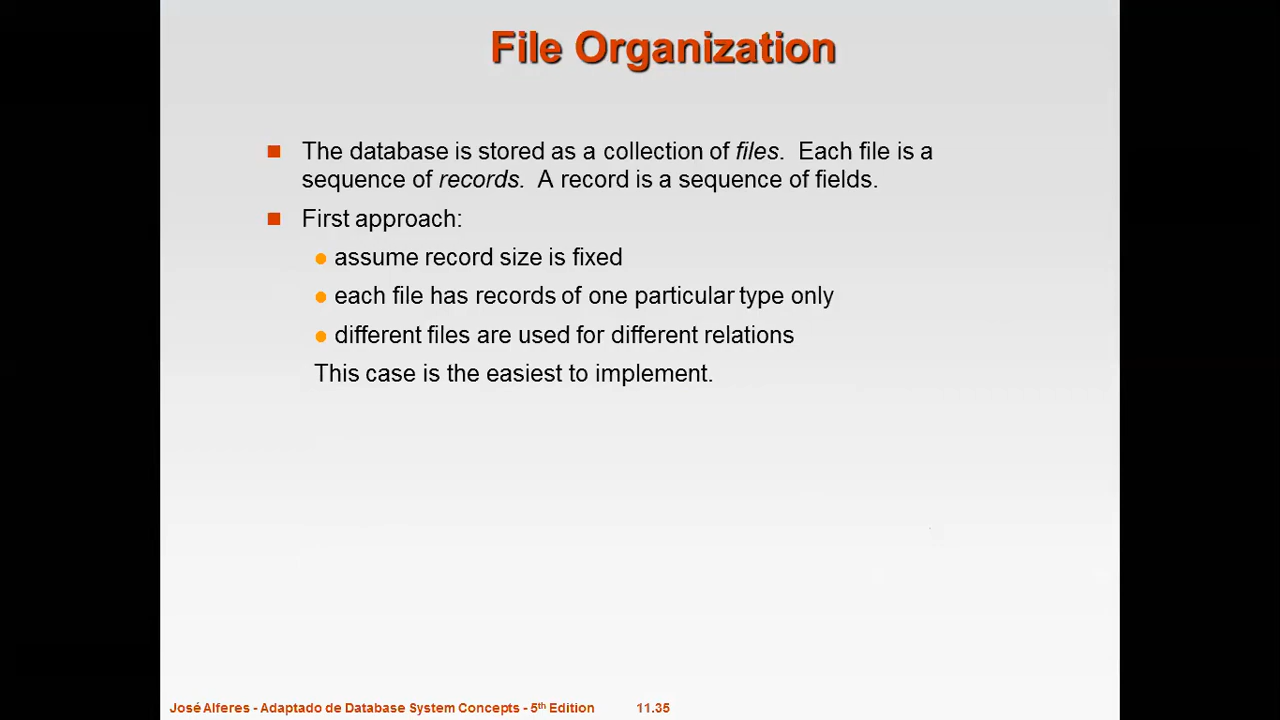 File Organization
The database is stored as a collection of files. Each file is a
sequence of records. A record is a sequence of fields.
First approach:
assume record size is fixed
each file has records of one particular type only
different files are used for different relations
This case is the easiest to implement.
José Alferes - Adaptado de Database System Concepts - 5th Edition 11.35